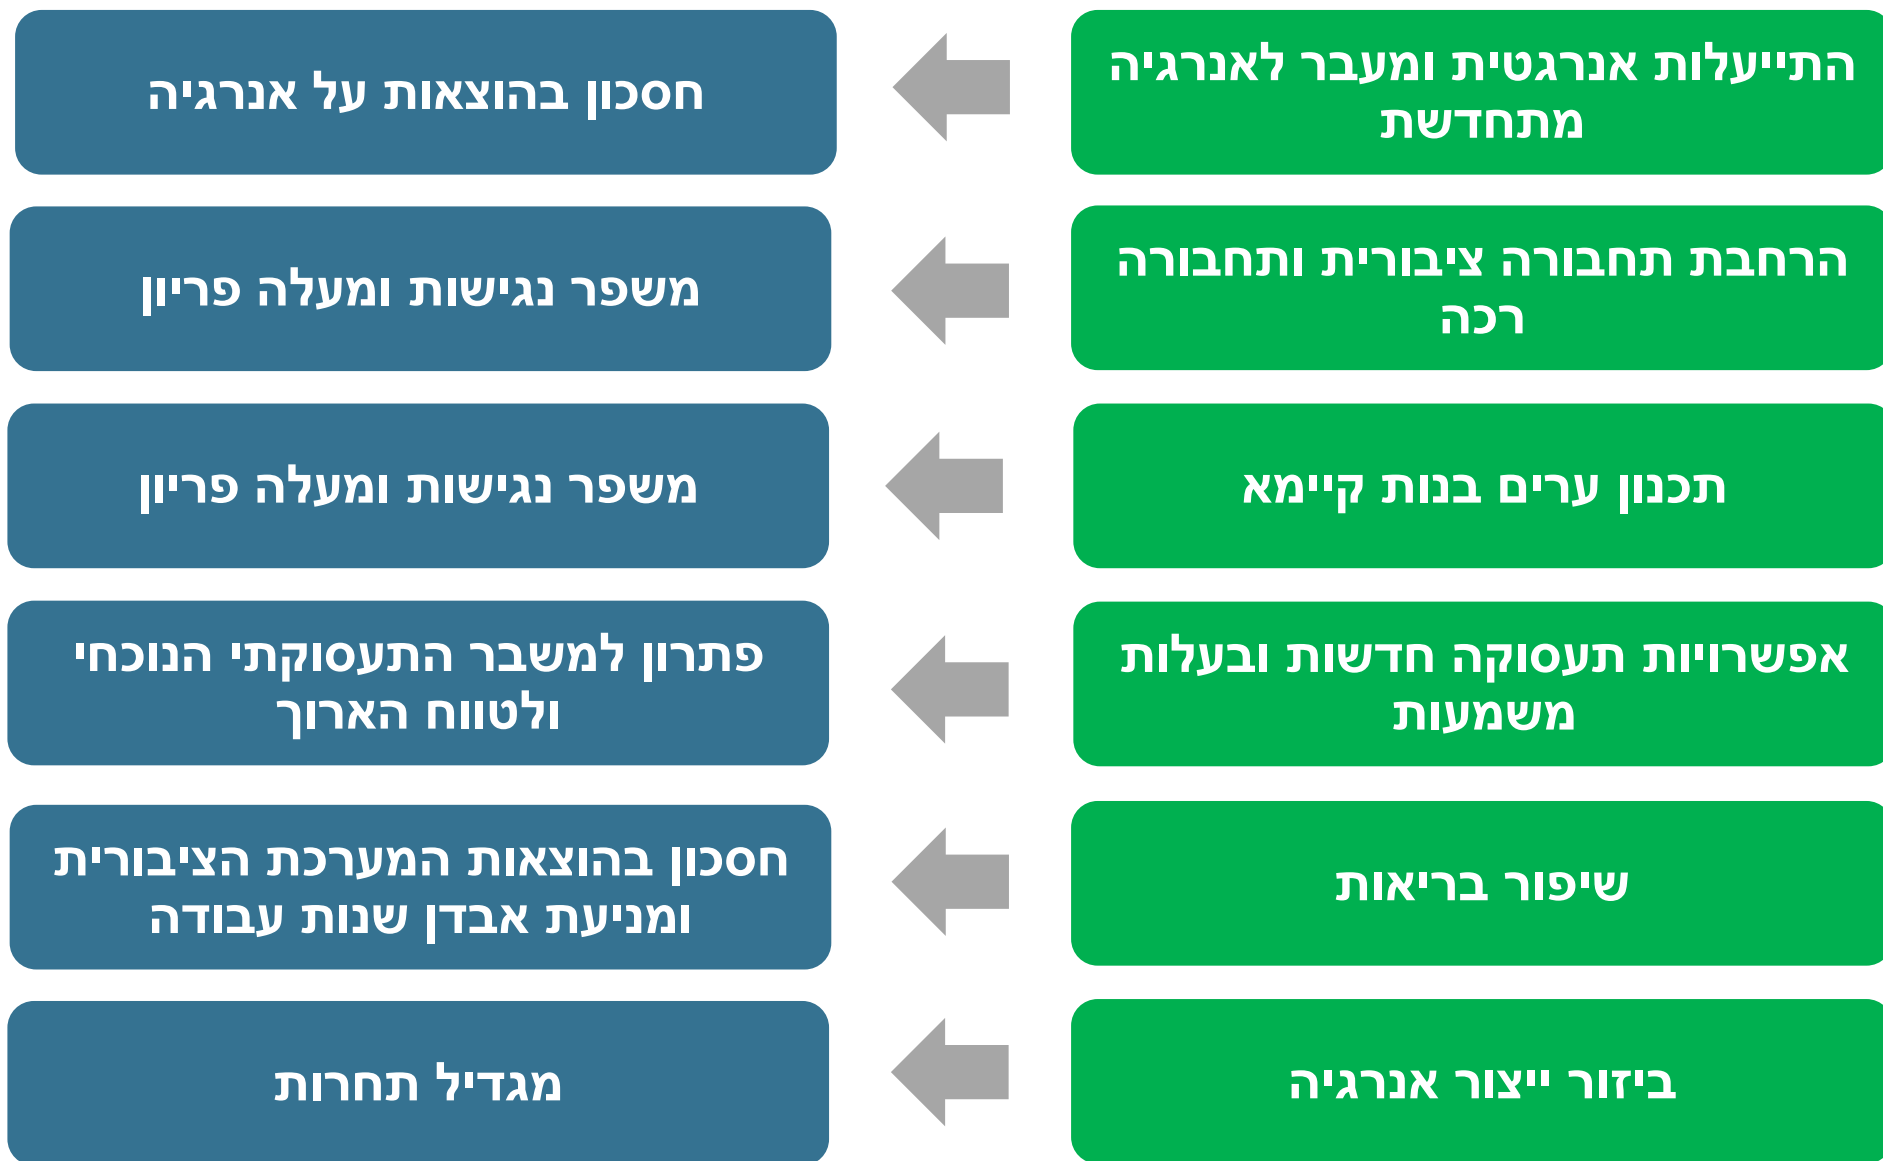 התייעלות אנרגטית ומעבר לאנרגיה
מתחדשת
חסכון בהוצאות על אנרגיה
הרחבת תחבורה ציבורית ותחבורה
רכה
משפר נגישות ומעלה פריון
תכנון ערים בנות קיימא
משפר נגישות ומעלה פריון
אפשרויות תעסוקה חדשות ובעלות
משמעות
פתרון למשבר התעסוקתי הנוכחי
ולטווח הארוך
שיפור בריאות
חסכון בהוצאות המערכת הציבורית
ומניעת אבדן שנות עבודה
ביזור ייצור אנרגיה
מגדיל תחרות